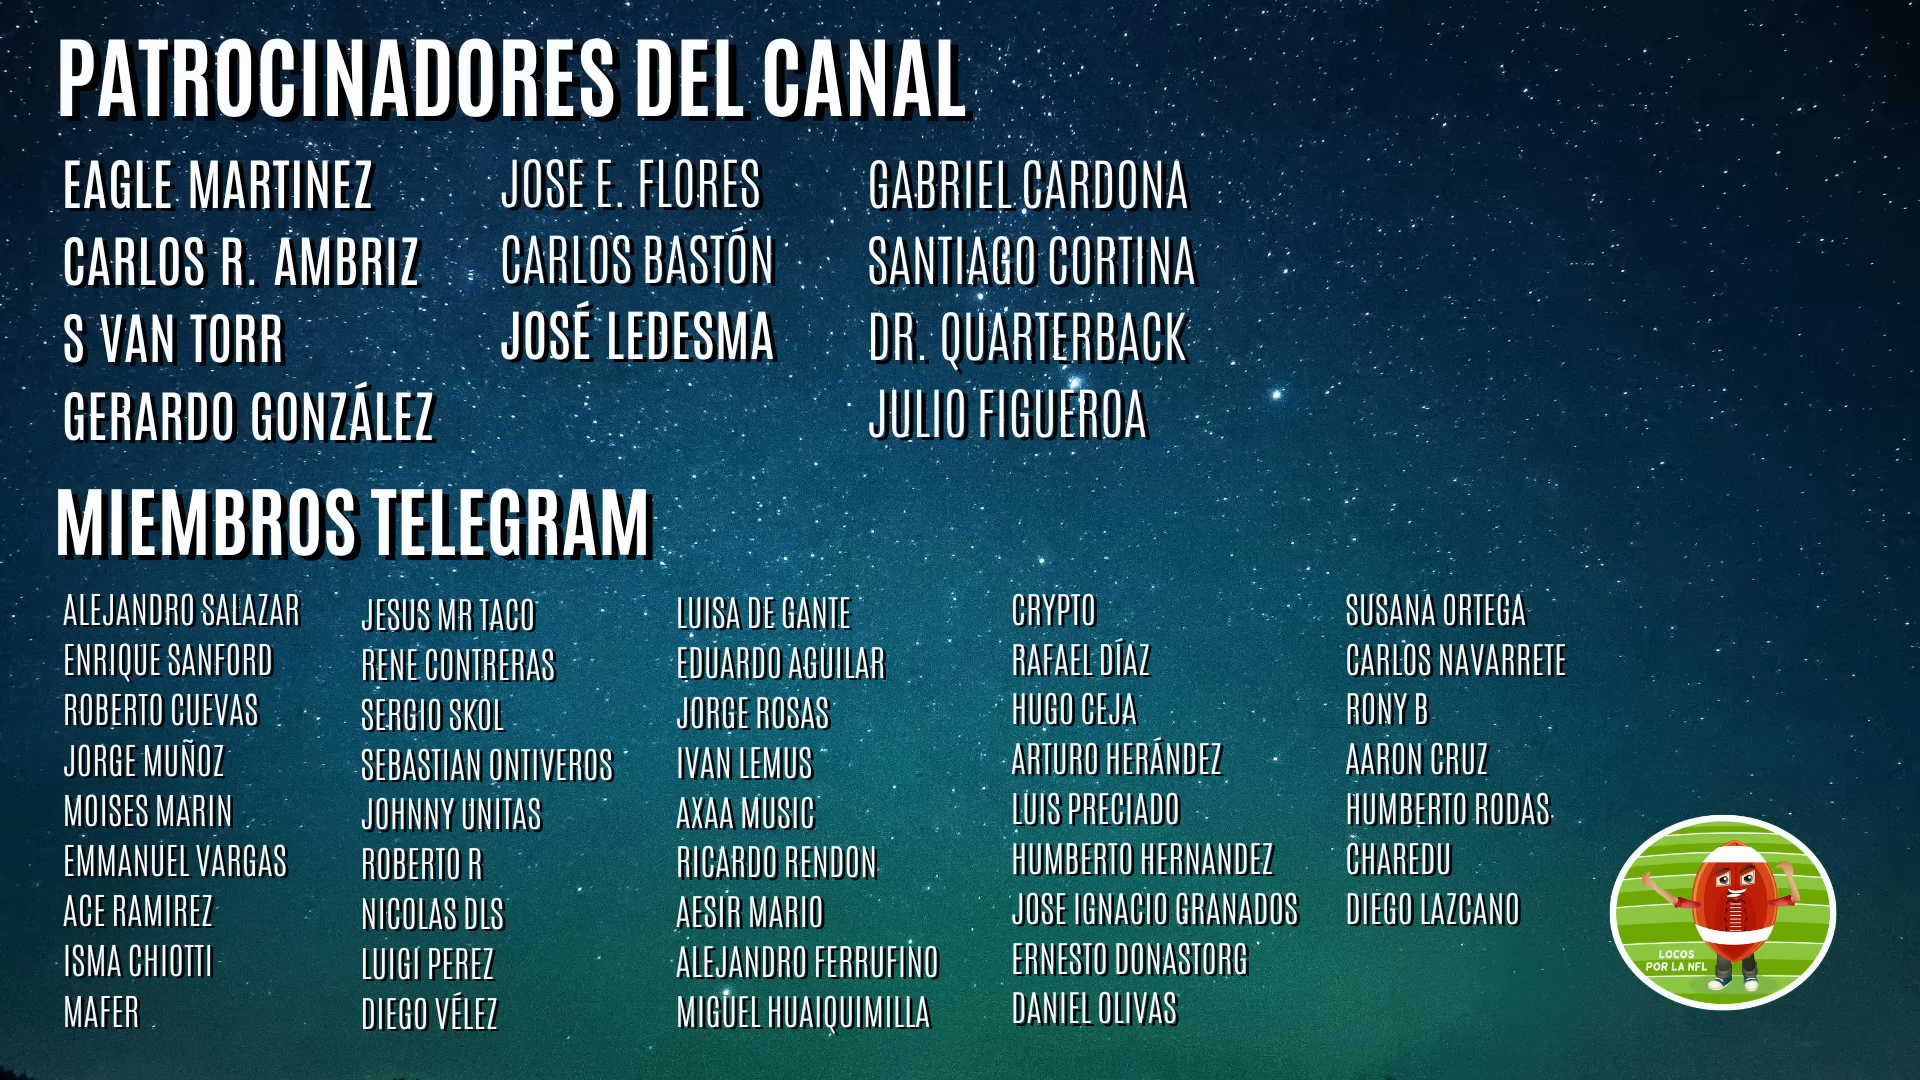 PATROCINADORES DEL CANAL
EAGLE MARTINEZ
CARLOS R. AMBRIZ
S VAN TORR
GERARDO GONZÁLEZ
JOSE E. FLORES
CARLOS BASTÓN
JOSÉ LEDESMA
GABRIEL CARDONA
SANTIAGO CORTINA
DR. QUARTERBACK
JULIO FIGUEROA
MIEMBROS TELEGRAM
ALEJANDRO SALAZAR
ENRIQUE SANFORD
ROBERTO CUEVAS
JORGE MUÑOZ
MOISES MARIN
EMMANUEL VARGAS
ACE RAMIREZ
ISMA CHIOTTI
MAFER
JESUS MR TACO
RENE CONTRERAS
SERGIO SKOL
SEBASTIAN ONTIVEROS
JOHNNY UNITAS
ROBERTO R
NICOLAS DLS
LUIGI PEREZ
DIEGO VÉLEZ
LUISA DE GANTE
EDUARDO AGUILAR
JORGE ROSAS
IVAN LEMUS
AXAA MUSIC
RICARDO RENDON
AESIR MARIO
ALEJANDRO FERRUFINO
MIGUEL HUAIQUIMILLA
CRYPTO
RAFAEL DÍAZ
HUGO CEJA
ARTURO HERÁNDEZ
LUIS PRECIADO
HUMBERTO HERNANDEZ
JOSE IGNACIO GRANADOS
ERNESTO DONASTORG
DANIEL OLIVAS
SUSANA ORTEGA
CARLOS NAVARRETE
RONY B
AARON CRUZ
HUMBERTO RODAS
CHAREDU
DIEGO LAZCANO
LOCOS
POR LA NFL